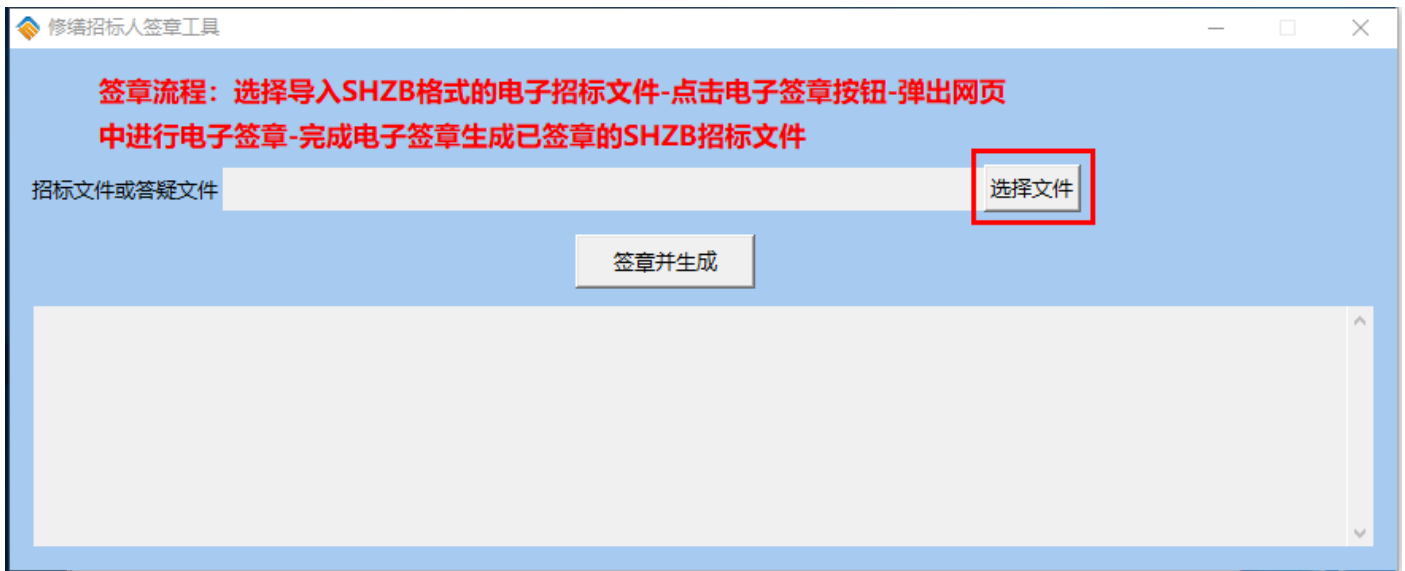 修缮招标人签章工具
签章流程：选择导入SHZB格式的电子招标文件-点击电子签章按钮-弹出网页
中进行电子签章-完成电子签章生成已签章的SHZB招标文件
招标文件或答疑文件 选择文件
签章并生成